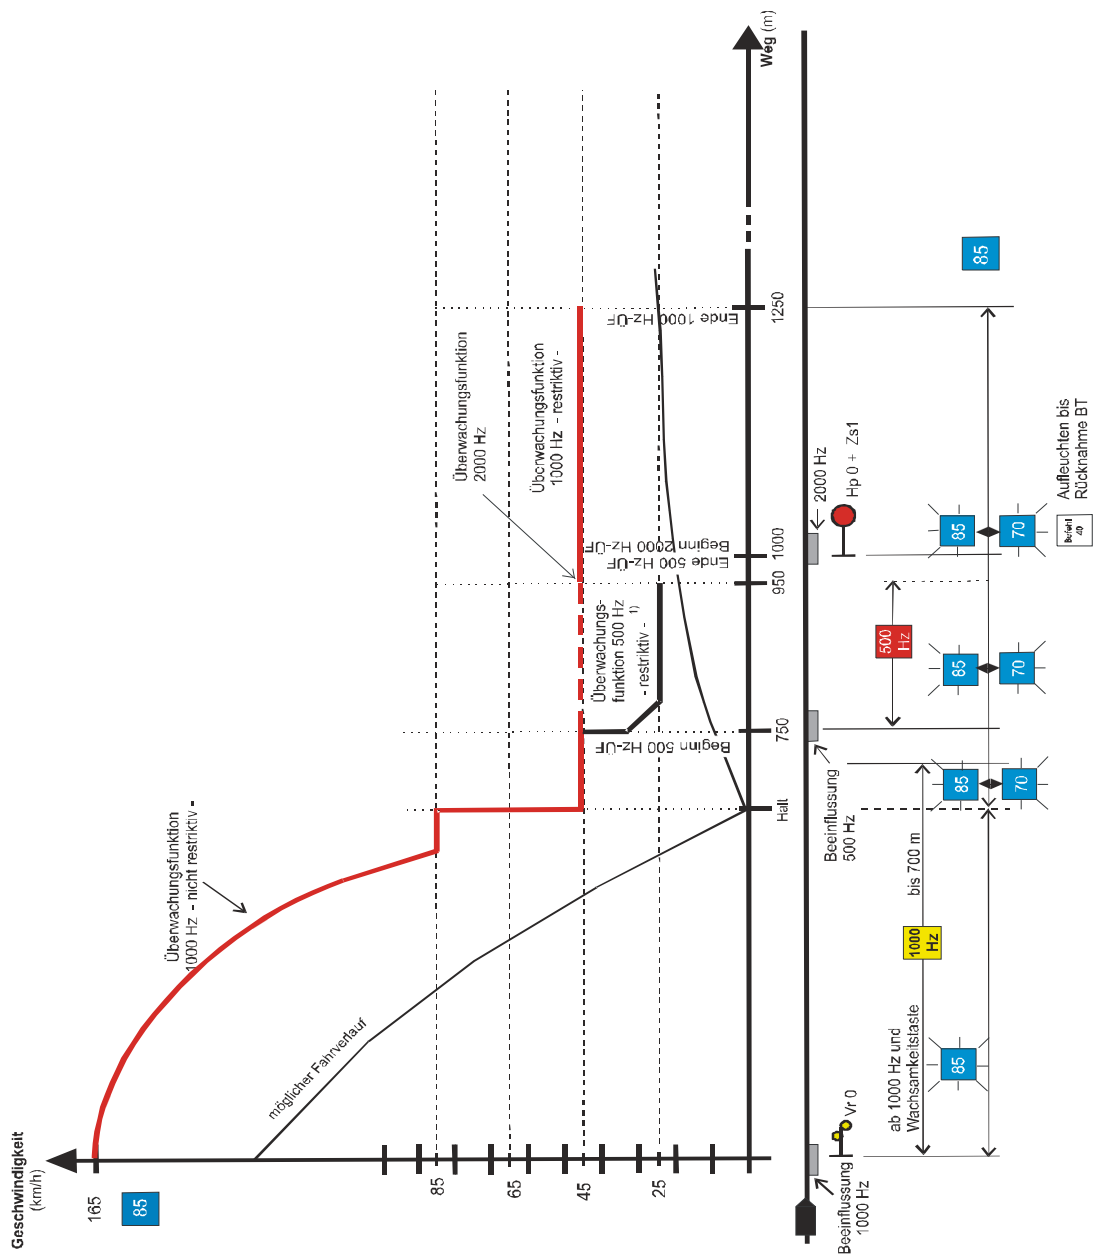 Geschwindigkeit
(km/h)
165
85
85
65
45
25
Überwachungsfunktion
1000 Hz - nicht restriktiv -
möglicher Fahrverlauf
Überwachungsfunktion
2000 Hz
Überwachungsfunktion
1000 Hz - restriktiv -
Überwachungs-
funktion 500 Hz
- restriktiv - 1)
Beginn 500 Hz-ÜF
Ende 500 Hz-ÜF
Beginn 2000 Hz-ÜF
Ende 1000 Hz-ÜF
Halt
750
950
1000
1250
Weg (m)
Beeinflussung
1000 Hz
Vr 0
Beeinflussung
500 Hz
2000 Hz
Hp 0 + Zs1
ab 1000 Hz und
Wachsamkeitstaste
1000
Hz
bis 700 m
500
Hz
85
85
70
85
70
85
70
85
Befehl
40
Aufleuchten bis
Rücknahme BT